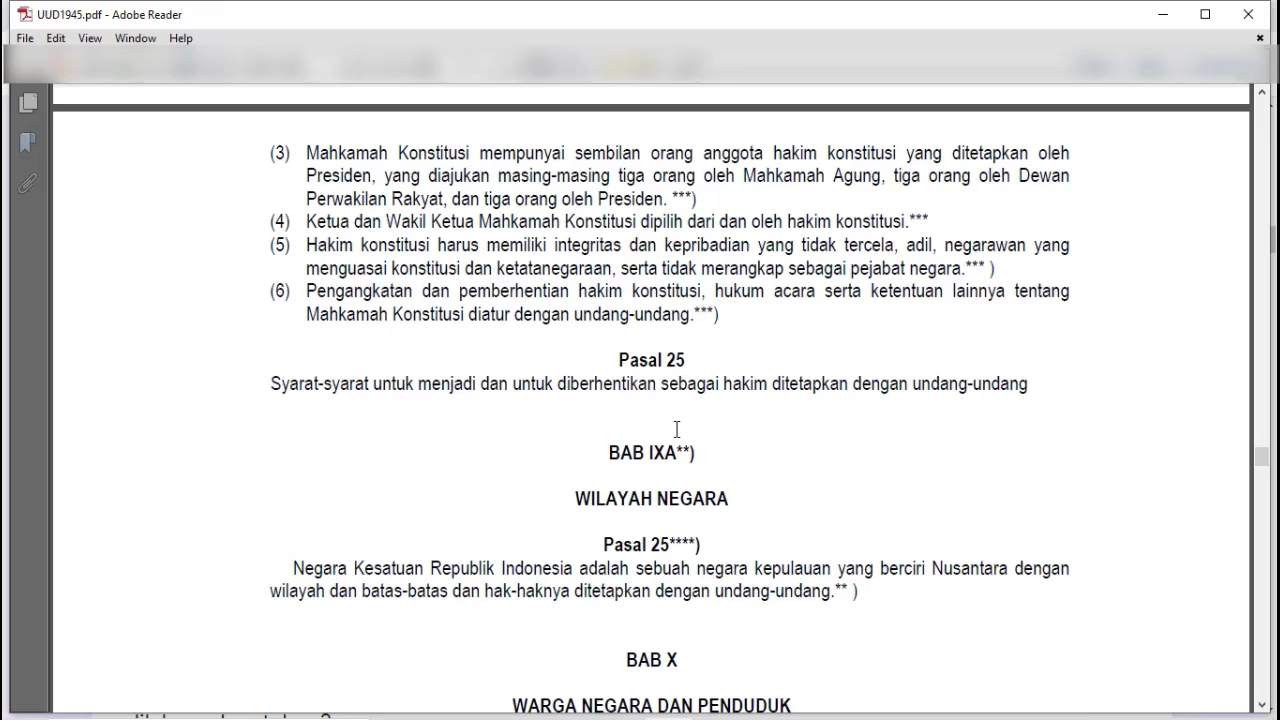 UUD1945.pdf - Adobe Reader
File Edit View Window Help
(3) Mahkamah Konstitusi mempunyai sembilan orang anggota hakim konstitusi yang ditetapkan oleh
Presiden, yang diajukan masing-masing tiga orang oleh Mahkamah Agung, tiga orang oleh Dewan
Perwakilan Rakyat, dan tiga orang oleh Presiden. ***)
(4) Ketua dan Wakil Ketua Mahkamah Konstitusi dipilih dari dan oleh hakim konstitusi.***
(5) Hakim konstitusi harus memiliki integritas dan kepribadian yang tidak tercela, adil, negarawan yang
menguasai konstitusi dan ketatanegaraan, serta tidak merangkap sebagai pejabat negara.*** )
(6) Pengangkatan dan pemberhentian hakim konstitusi, hukum acara serta ketentuan lainnya tentang
Mahkamah Konstitusi diatur dengan undang-undang.***)
Pasal 25
Syarat-syarat untuk menjadi dan untuk diberhentikan sebagai hakim ditetapkan dengan undang-undang
BAB IXA**)
WILAYAH NEGARA
Pasal 25****)
Negara Kesatuan Republik Indonesia adalah sebuah negara kepulauan yang berciri Nusantara dengan
wilayah dan batas-batas dan hak-haknya ditetapkan dengan undang-undang.** )
BAB X
WARGA NEGARA DAN PENDUDUK